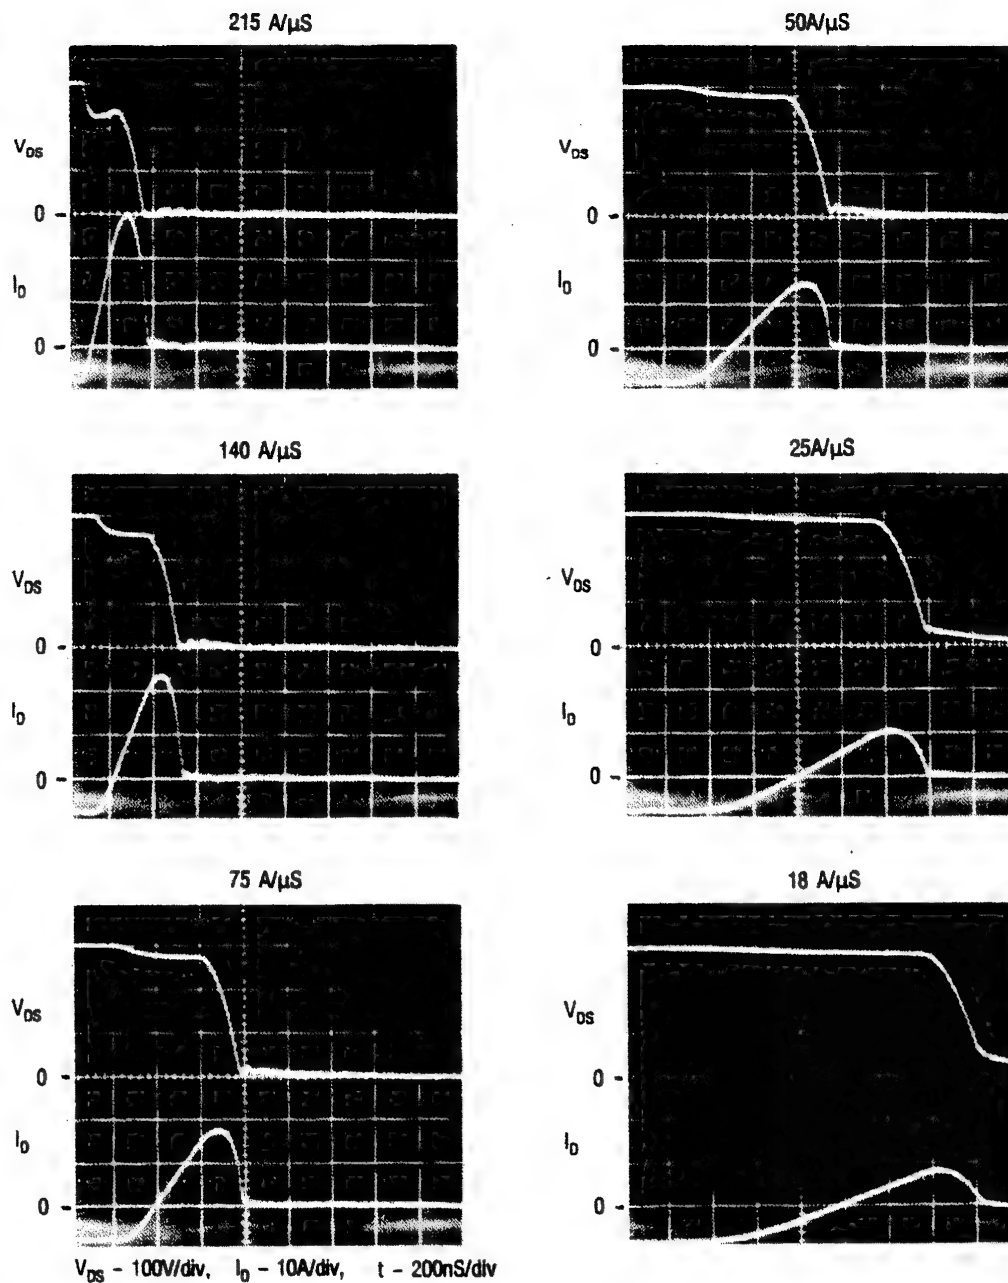 215 A/μS
V_DS
0 -
I_D
0 -
50A/μS
V_DS
0 -
I_D
0 -
140 A/μS
V_DS
0 -
I_D
0 -
25A/μS
V_DS
0 -
I_D
0 -
75 A/μS
V_DS
0 -
I_D
0 -
18 A/μS
V_DS
0 -
I_D
0 -
V_DS - 100V/div, I_D - 10A/div, t - 200nS/div